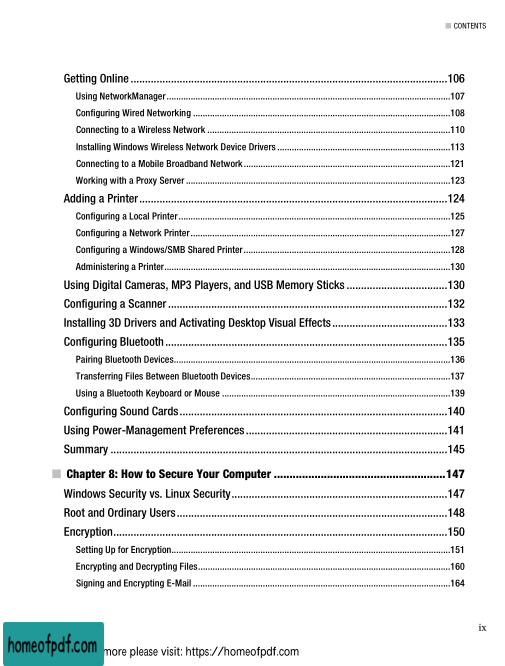 ■ CONTENTS
Getting Online ............................................................106
Using NetworkManager............................................................107
Configuring Wired Networking ............................................................108
Connecting to a Wireless Network ............................................................110
Installing Windows Wireless Network Device Drivers ............................................................113
Connecting to a Mobile Broadband Network............................................................121
Working with a Proxy Server ............................................................123
Adding a Printer............................................................124
Configuring a Local Printer............................................................125
Configuring a Network Printer............................................................127
Configuring a Windows/SMB Shared Printer............................................................128
Administering a Printer............................................................130
Using Digital Cameras, MP3 Players, and USB Memory Sticks ..............................130
Configuring a Scanner ............................................................132
Installing 3D Drivers and Activating Desktop Visual Effects..............................133
Configuring Bluetooth ............................................................135
Pairing Bluetooth Devices............................................................136
Transferring Files Between Bluetooth Devices............................................................137
Using a Bluetooth Keyboard or Mouse ............................................................139
Configuring Sound Cards............................................................140
Using Power-Management Preferences ............................................................141
Summary ............................................................145
■ Chapter 8: How to Secure Your Computer ............................................................147
Windows Security vs. Linux Security............................................................147
Root and Ordinary Users............................................................148
Encryption............................................................150
Setting Up for Encryption............................................................151
Encrypting and Decrypting Files............................................................160
Signing and Encrypting E-Mail ............................................................164
ix
homeofpdf.com more please visit: https://homeofpdf.com